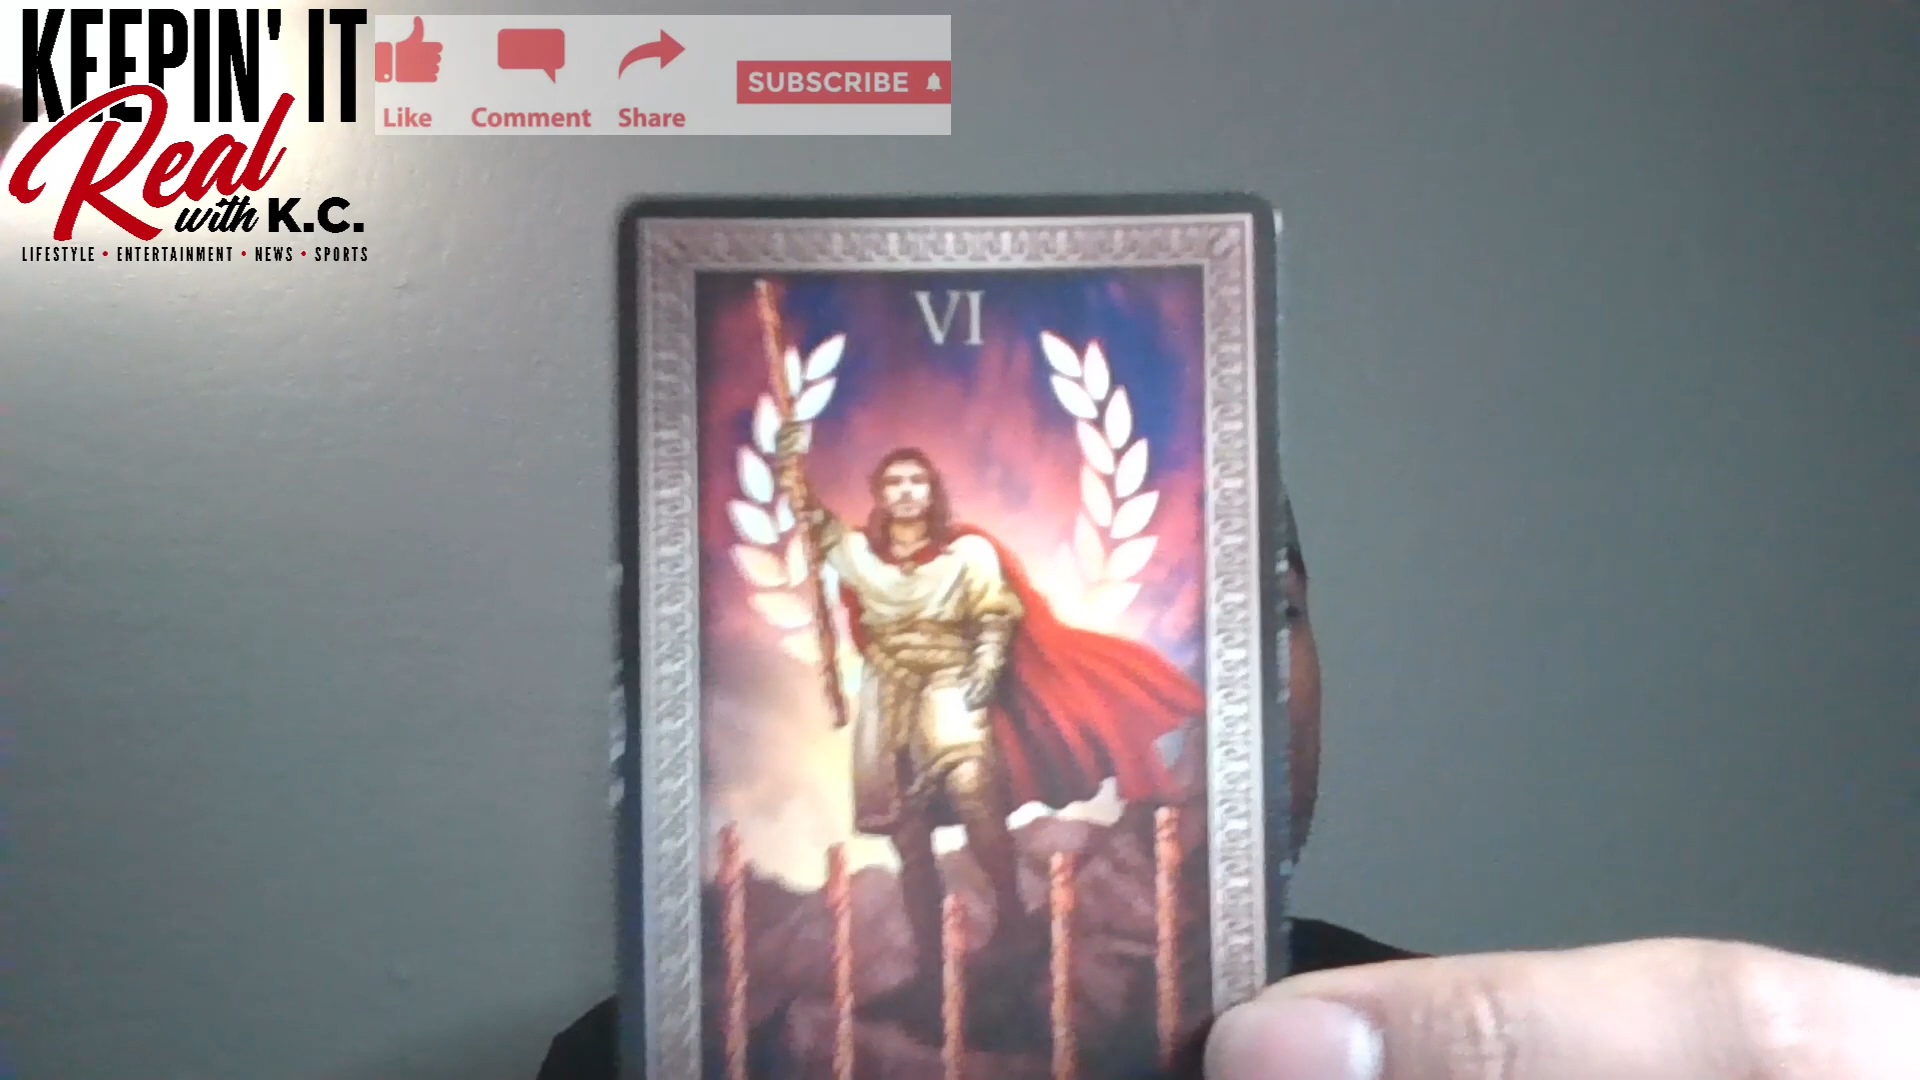 KEEPIN' IT
Real
with K.C.
LIFESTYLE • ENTERTAINMENT • NEWS • SPORTS
Like Comment Share
SUBSCRIBE
VI